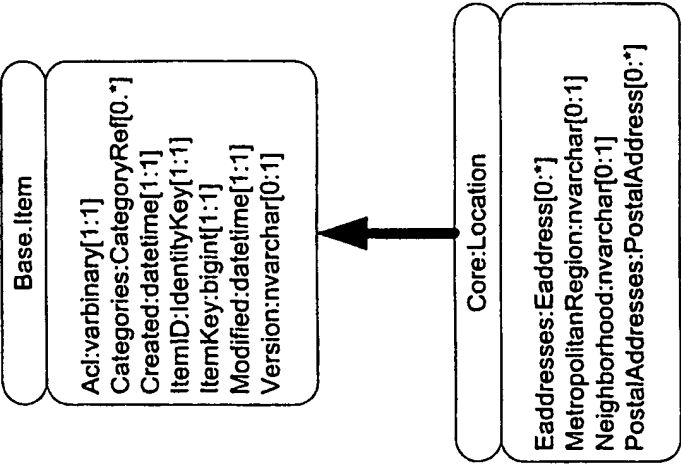 Base.Item
Acl:varbinary[1:1]
Categories:CategoryRef[0.*]
Created:datetime[1:1]
ItemID:IdentityKey[1:1]
ItemKey:bigint[1:1]
Modified:datetime[1:1]
Version:nvarchar[0:1]
Core:Location
Eaddresses:Eaddress[0:*]
MetropolitanRegion:nvarchar[0:1]
Neighborhood:nvarchar[0:1]
PostalAddresses:PostalAddress[0:*]